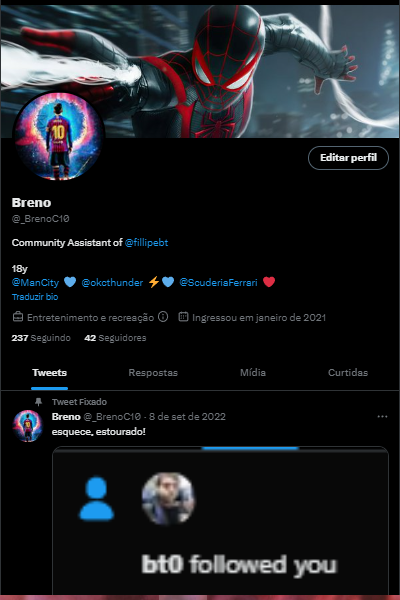 10
Editar perfil
Breno
@_BrenoC10
Community Assistant of @fillipebt
18y
@ManCity 🩵 @okcthunder ⚡🩵 @ScuderiaFerrari ❤️
Traduzir bio
Entretenimento e recreação Ingressou em janeiro de 2021
237 Seguindo 42 Seguidores
Tweets Respostas Mídia Curtidas
Tweet Fixado
Breno @_BrenoC10 · 8 de set de 2022
esquece, estourado!
bt0 followed you